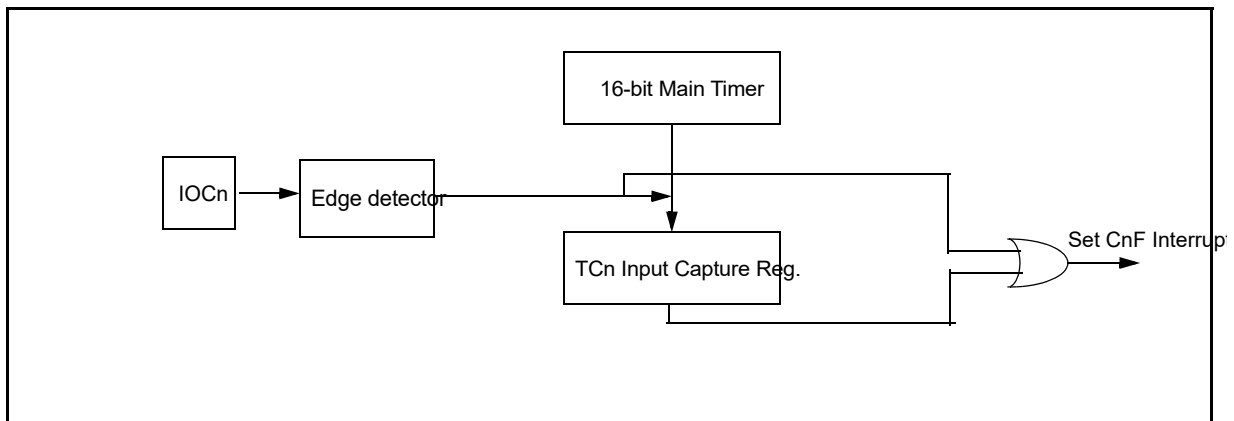 16-bit Main Timer
IOCn
Edge detector
TCn Input Capture Reg.
Set CnF Interrupt